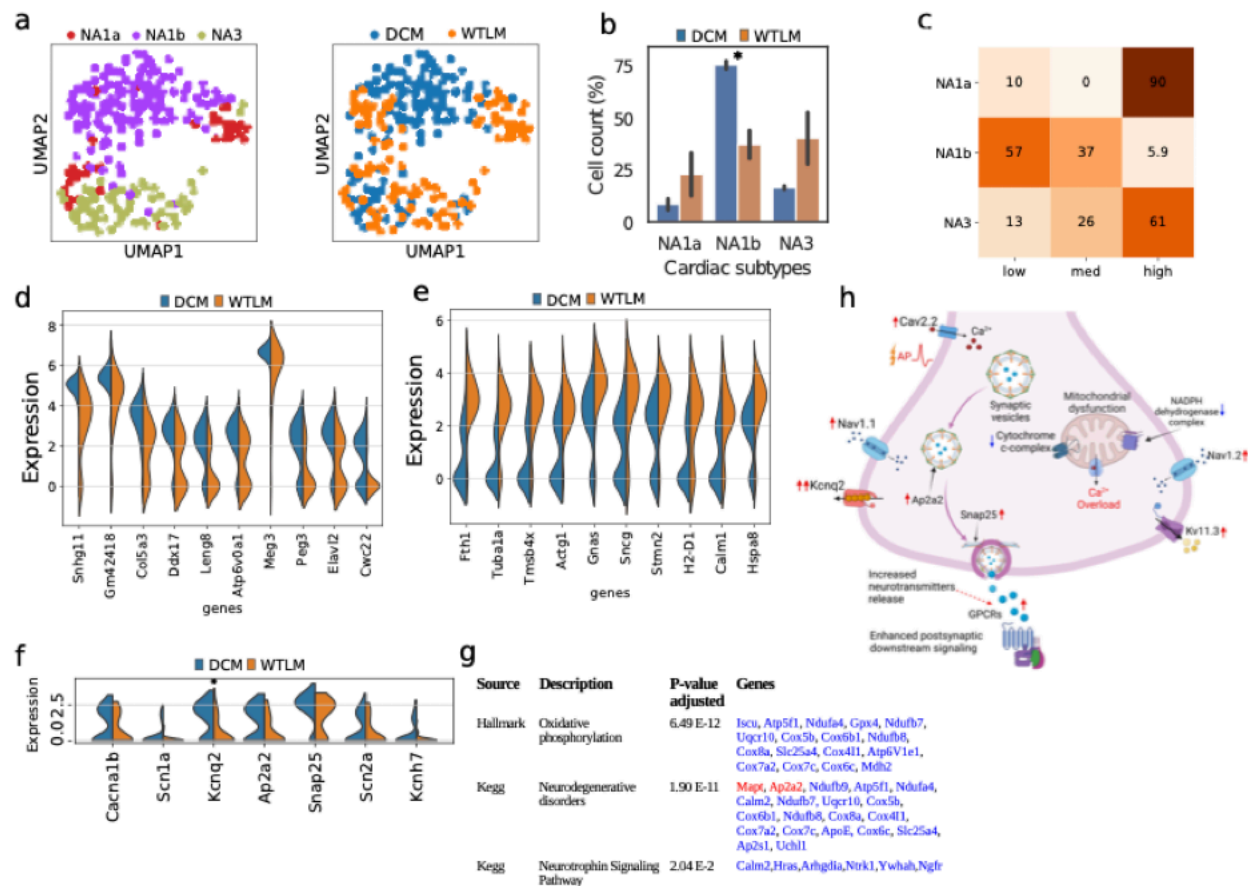 a
NA1a NA1b NA3
UMAP2
UMAP1
DCM WTLM
UMAP2
UMAP1
b
DCM WTLM
Cell count (%)
75
50
25
0
*
NA1a NA1b NA3
Cardiac subtypes
c
NA1a 10 0 90
NA1b 57 37 5.9
NA3 13 26 61
low med high
d
DCM WTLM
Expression
8
6
4
2
0
Snhg11 Gm42418 Col5a3 Ddx17 Leng8 Atp6v0a1 Meg3 Peg3 Elavl2 Cwc22
genes
e
DCM WTLM
Expression
6
4
2
0
Fth1 Tuba1a Tmsb4x Actg1 Gnas Sncg Stmn2 H2-D1 Calm1 Hspa8
genes
h
↑Cav2.2
Ca²⁺
AP
Synaptic
vesicles
Mitochondrial
dysfunction
NADPH
dehydrogenase↓
complex
↑Nav1.1
↓Cytochrome
c-complex
Nav1.2↑
↑↑Kcnq2
↑Ap2a2
Ca²⁺
Overload
Snap25↑
Kv11.3↑
Increased
neurotransmitters
release
GPCRs
Enhanced postsynaptic
downstream signaling
f
DCM WTLM
Expression
2.5
0.0
Cacna1b Scn1a Kcnq2 Ap2a2 Snap25 Scn2a Kcnh7
g
Source Description P-value Genes
adjusted
Hallmark Oxidative 6.49 E-12 Iscu, Atp5f1, Ndufa4, Gpx4, Ndufb7,
phosphorylation Uqcr10, Cox5b, Cox6b1, Ndufb8,
Cox8a, Slc25a4, Cox4I1, Atp6V1e1,
Cox7a2, Cox7c, Cox6c, Mdh2
Kegg Neurodegenerative 1.90 E-11 Mapt, Ap2a2, Ndufb9, Atp5f1, Ndufa4,
disorders Calm2, Ndufb7, Uqcr10, Cox5b,
Cox6b1, Ndufb8, Cox8a, Cox4I1,
Cox7a2, Cox7c, ApoE, Cox6c, Slc25a4,
Ap2s1, Uchl1
Kegg Neurotrophin Signaling 2.04 E-2 Calm2,Hras,Arhgdia,Ntrk1,Ywhah,Ngfr
Pathway